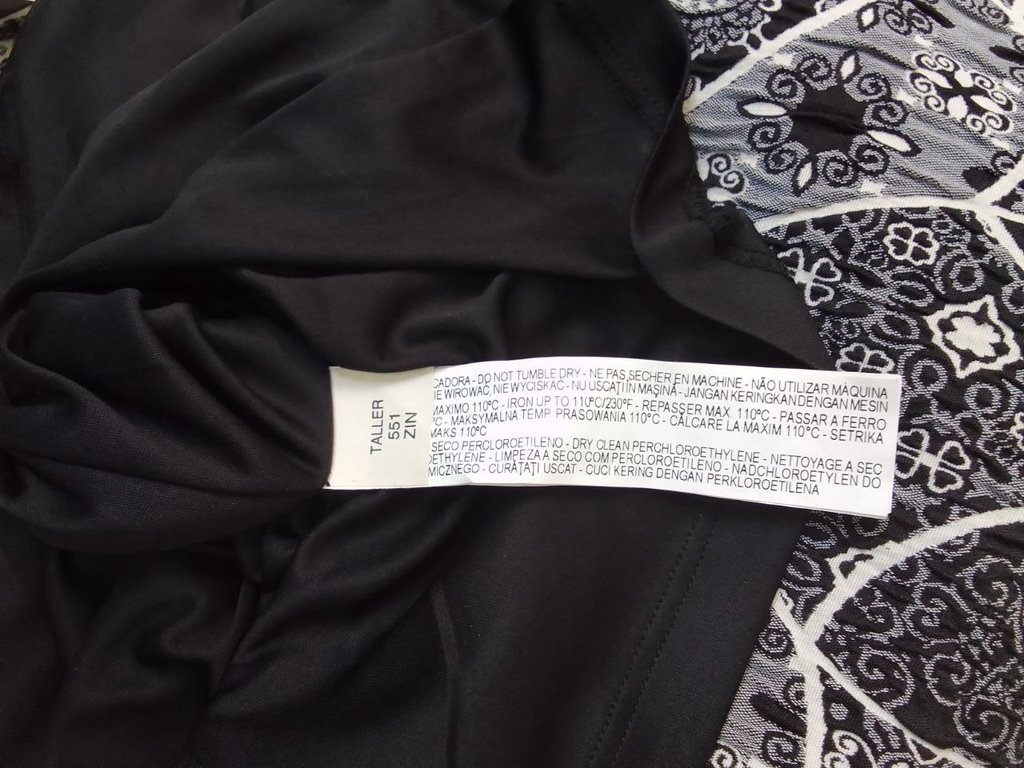 TALLER
551
ZIN
CADORA - DO NOT TUMBLE DRY - NE PAS SECHER EN MACHINE - NÃO UTILIZAR MÁQUINA
IE WIROWAĆ, NIE WYCISKAĆ - NU USCAȚI ÎN MAȘINĂ - JANGAN KERINGKAN DENGAN MESIN
MAXIMO 110ºC - IRON UP TO 110ºC/230ºF - REPASSER MAX. 110ºC - PASSAR A FERRO
ºC - MAKSYMALNA TEMP. PRASOWANIA 110ºC - CĂLCARE LA MAXIM 110ºC - SETRIKA
MAKS 110ºC
SECO PERCLOROETILENO - DRY CLEAN PERCHLOROETHYLENE - NETTOYAGE A SEC
OETHYLENE - LIMPEZA A SECO COM PERCLOROETILENO - NADCHLOROETYLEN DO
MICZNEGO - CURĂȚAȚI USCAT - CUCI KERING DENGAN PERKLOROETILENA